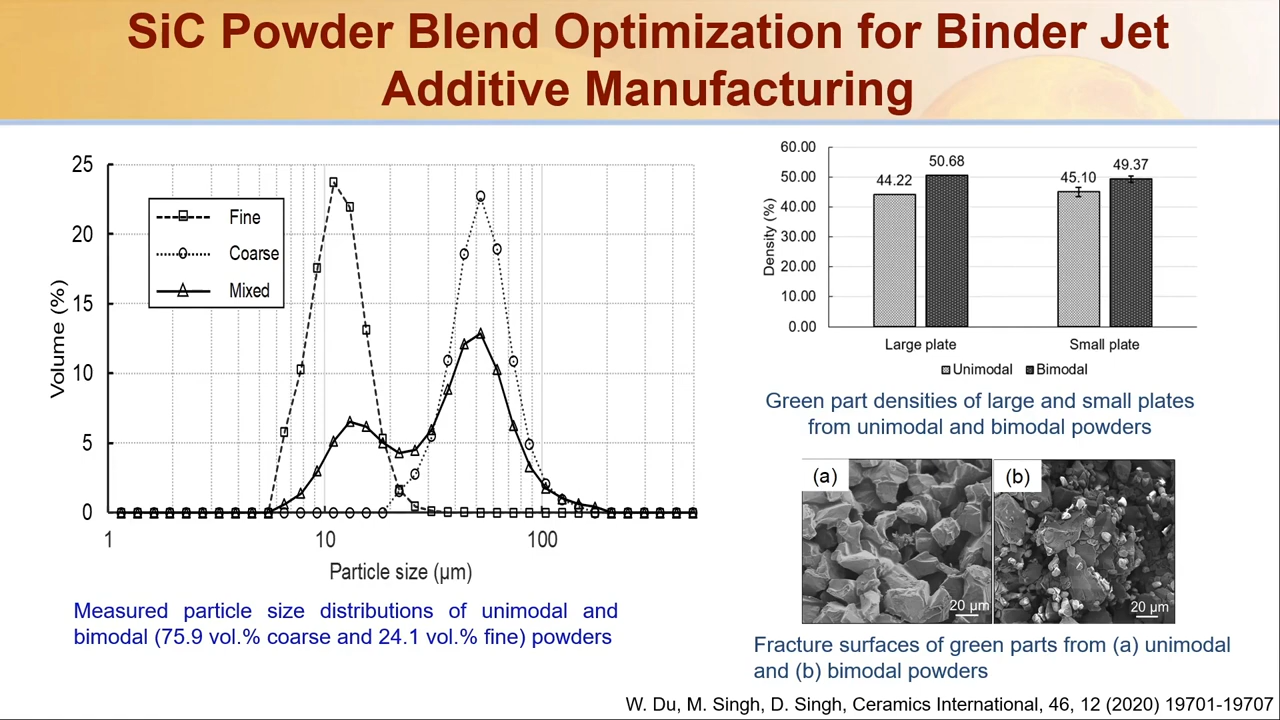 SiC Powder Blend Optimization for Binder Jet
Additive Manufacturing
25
20
15
10
5
0
Volume (%)
Fine
Coarse
Mixed
1
10
100
Particle size (μm)
Measured particle size distributions of unimodal and
bimodal (75.9 vol.% coarse and 24.1 vol.% fine) powders
60.00
50.00
40.00
30.00
20.00
10.00
0.00
Density (%)
44.22
50.68
45.10
49.37
Large plate
Small plate
Unimodal
Bimodal
Green part densities of large and small plates
from unimodal and bimodal powders
(a)
20 μm
(b)
20 μm
Fracture surfaces of green parts from (a) unimodal
and (b) bimodal powders
W. Du, M. Singh, D. Singh, Ceramics International, 46, 12 (2020) 19701-19707